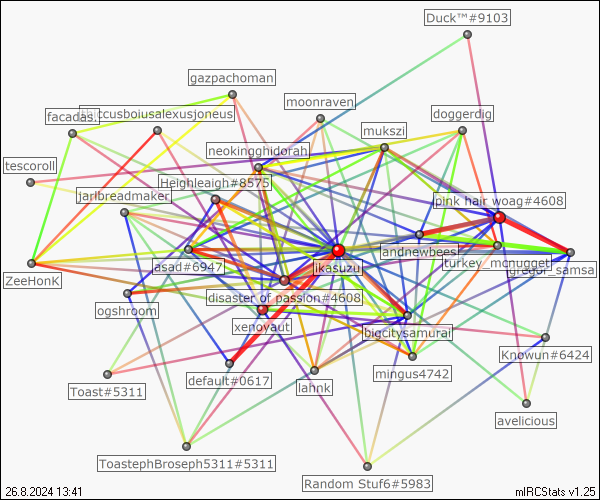 Duck™#9103
gazpachoman
moonraven
facadas.
thiccusboiusalexusjoneus
doggerdig
mukszi
neokingghidorah
tescoroll
Heighleigh#8575
jarlbreadmaker
pink hair woag#4608
andnewbees
turkey_mcnugget
gregor_samsa
asad#6947
ikasuzu
ZeeHonK
disaster of passion#4608
ogshroom
xenovaut
bigcitysamurai
Knowun#6424
mingus4742
default#0617
lahnk
Toast#5311
avelicious
ToastephBroseph5311#5311
Random Stuf6#5983
26.8.2024 13:41
mIRCStats v1.25